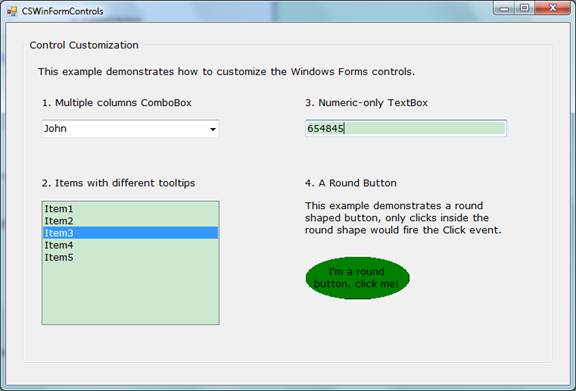 CSWinFormControls
Control Customization
This example demonstrates how to customize the Windows Forms controls.
1. Multiple columns ComboBox
John
3. Numeric-only TextBox
654845
2. Items with different tooltips
Item1
Item2
Item3
Item4
Item5
4. A Round Button
This example demonstrates a round
shaped button, only clicks inside the
round shape would fire the Click event.
I'm a round
button, click me!